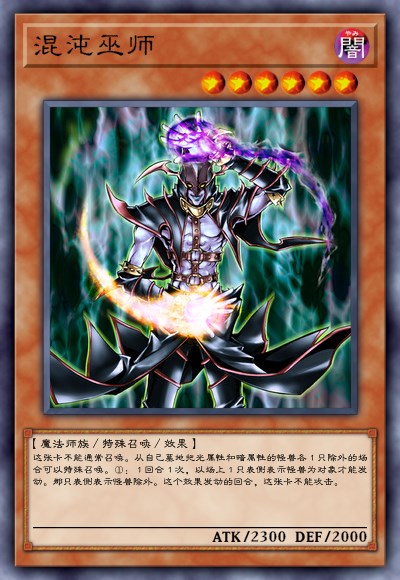 混沌巫师
闇
やみ
【魔法师族／特殊召唤／效果】
这张卡不能通常召唤。从自己墓地把光属性和暗属性的怪兽各１只除外的场
合可以特殊召唤。①：１回合１次，以场上１只表侧表示怪兽为对象才能发
动。那只表侧表示怪兽除外。这个效果发动的回合，这张卡不能攻击。
ATK/2300 DEF/2000